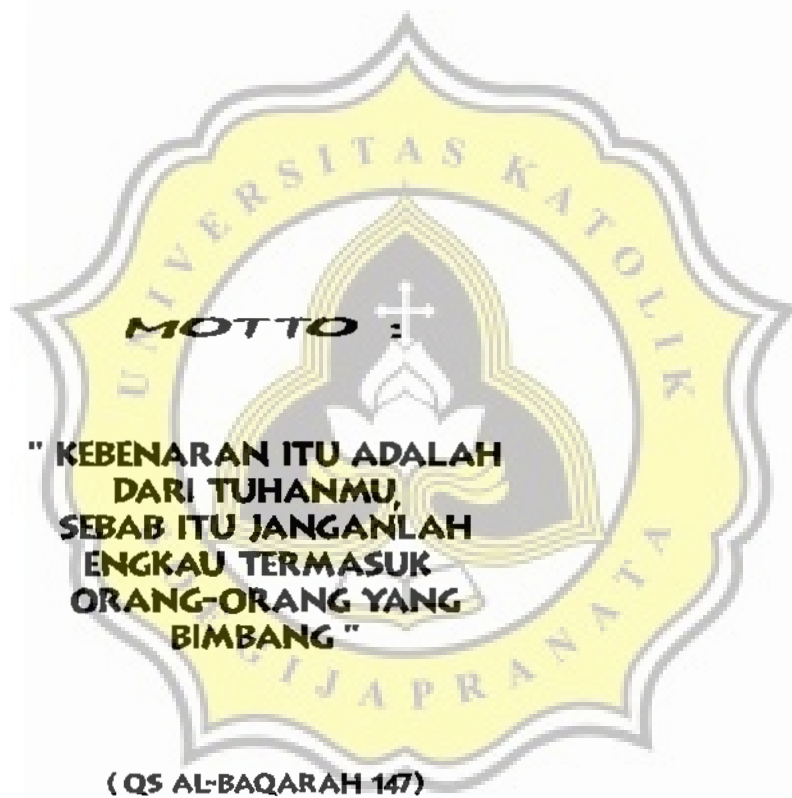 UNIVERSITAS KATOLIK
MOTTO :
" KEBENARAN ITU ADALAH
DARI TUHANMU,
SEBAB ITU JANGANLAH
ENGKAU TERMASUK
ORANG-ORANG YANG
BIMBANG "
SOEGIJAPRANATA
( QS AL-BAQARAH 147)